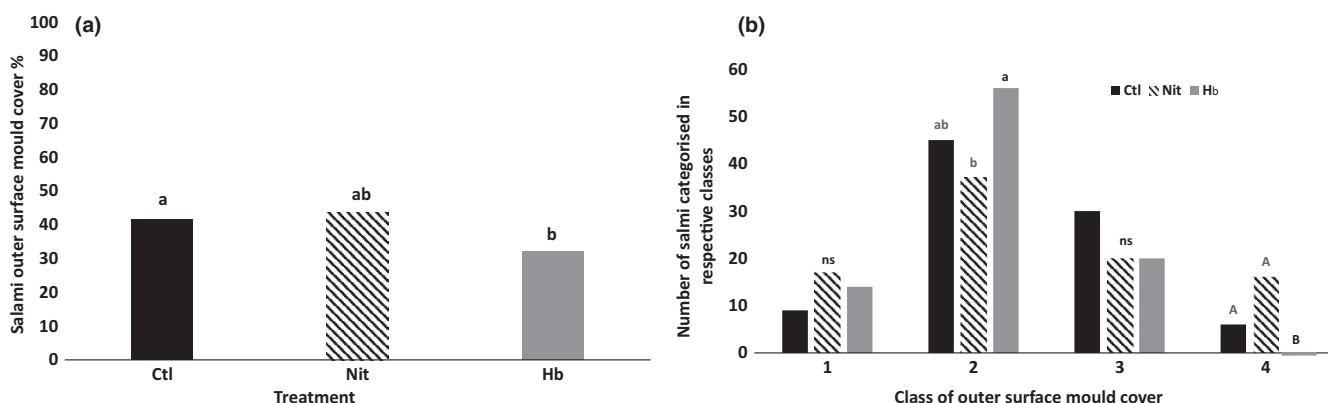 (a)
Salami outer surface mould cover %
100
90
80
70
60
50
40
30
20
10
0
a
ab
b
Ctl Nit Hb
Treatment
(b)
Number of salmi categorised in
respective classes
60
50
40
30
20
10
0
Ctl Nit Hb
ns
ab
b
a
ns
A
A
B
1 2 3 4
Class of outer surface mould cover